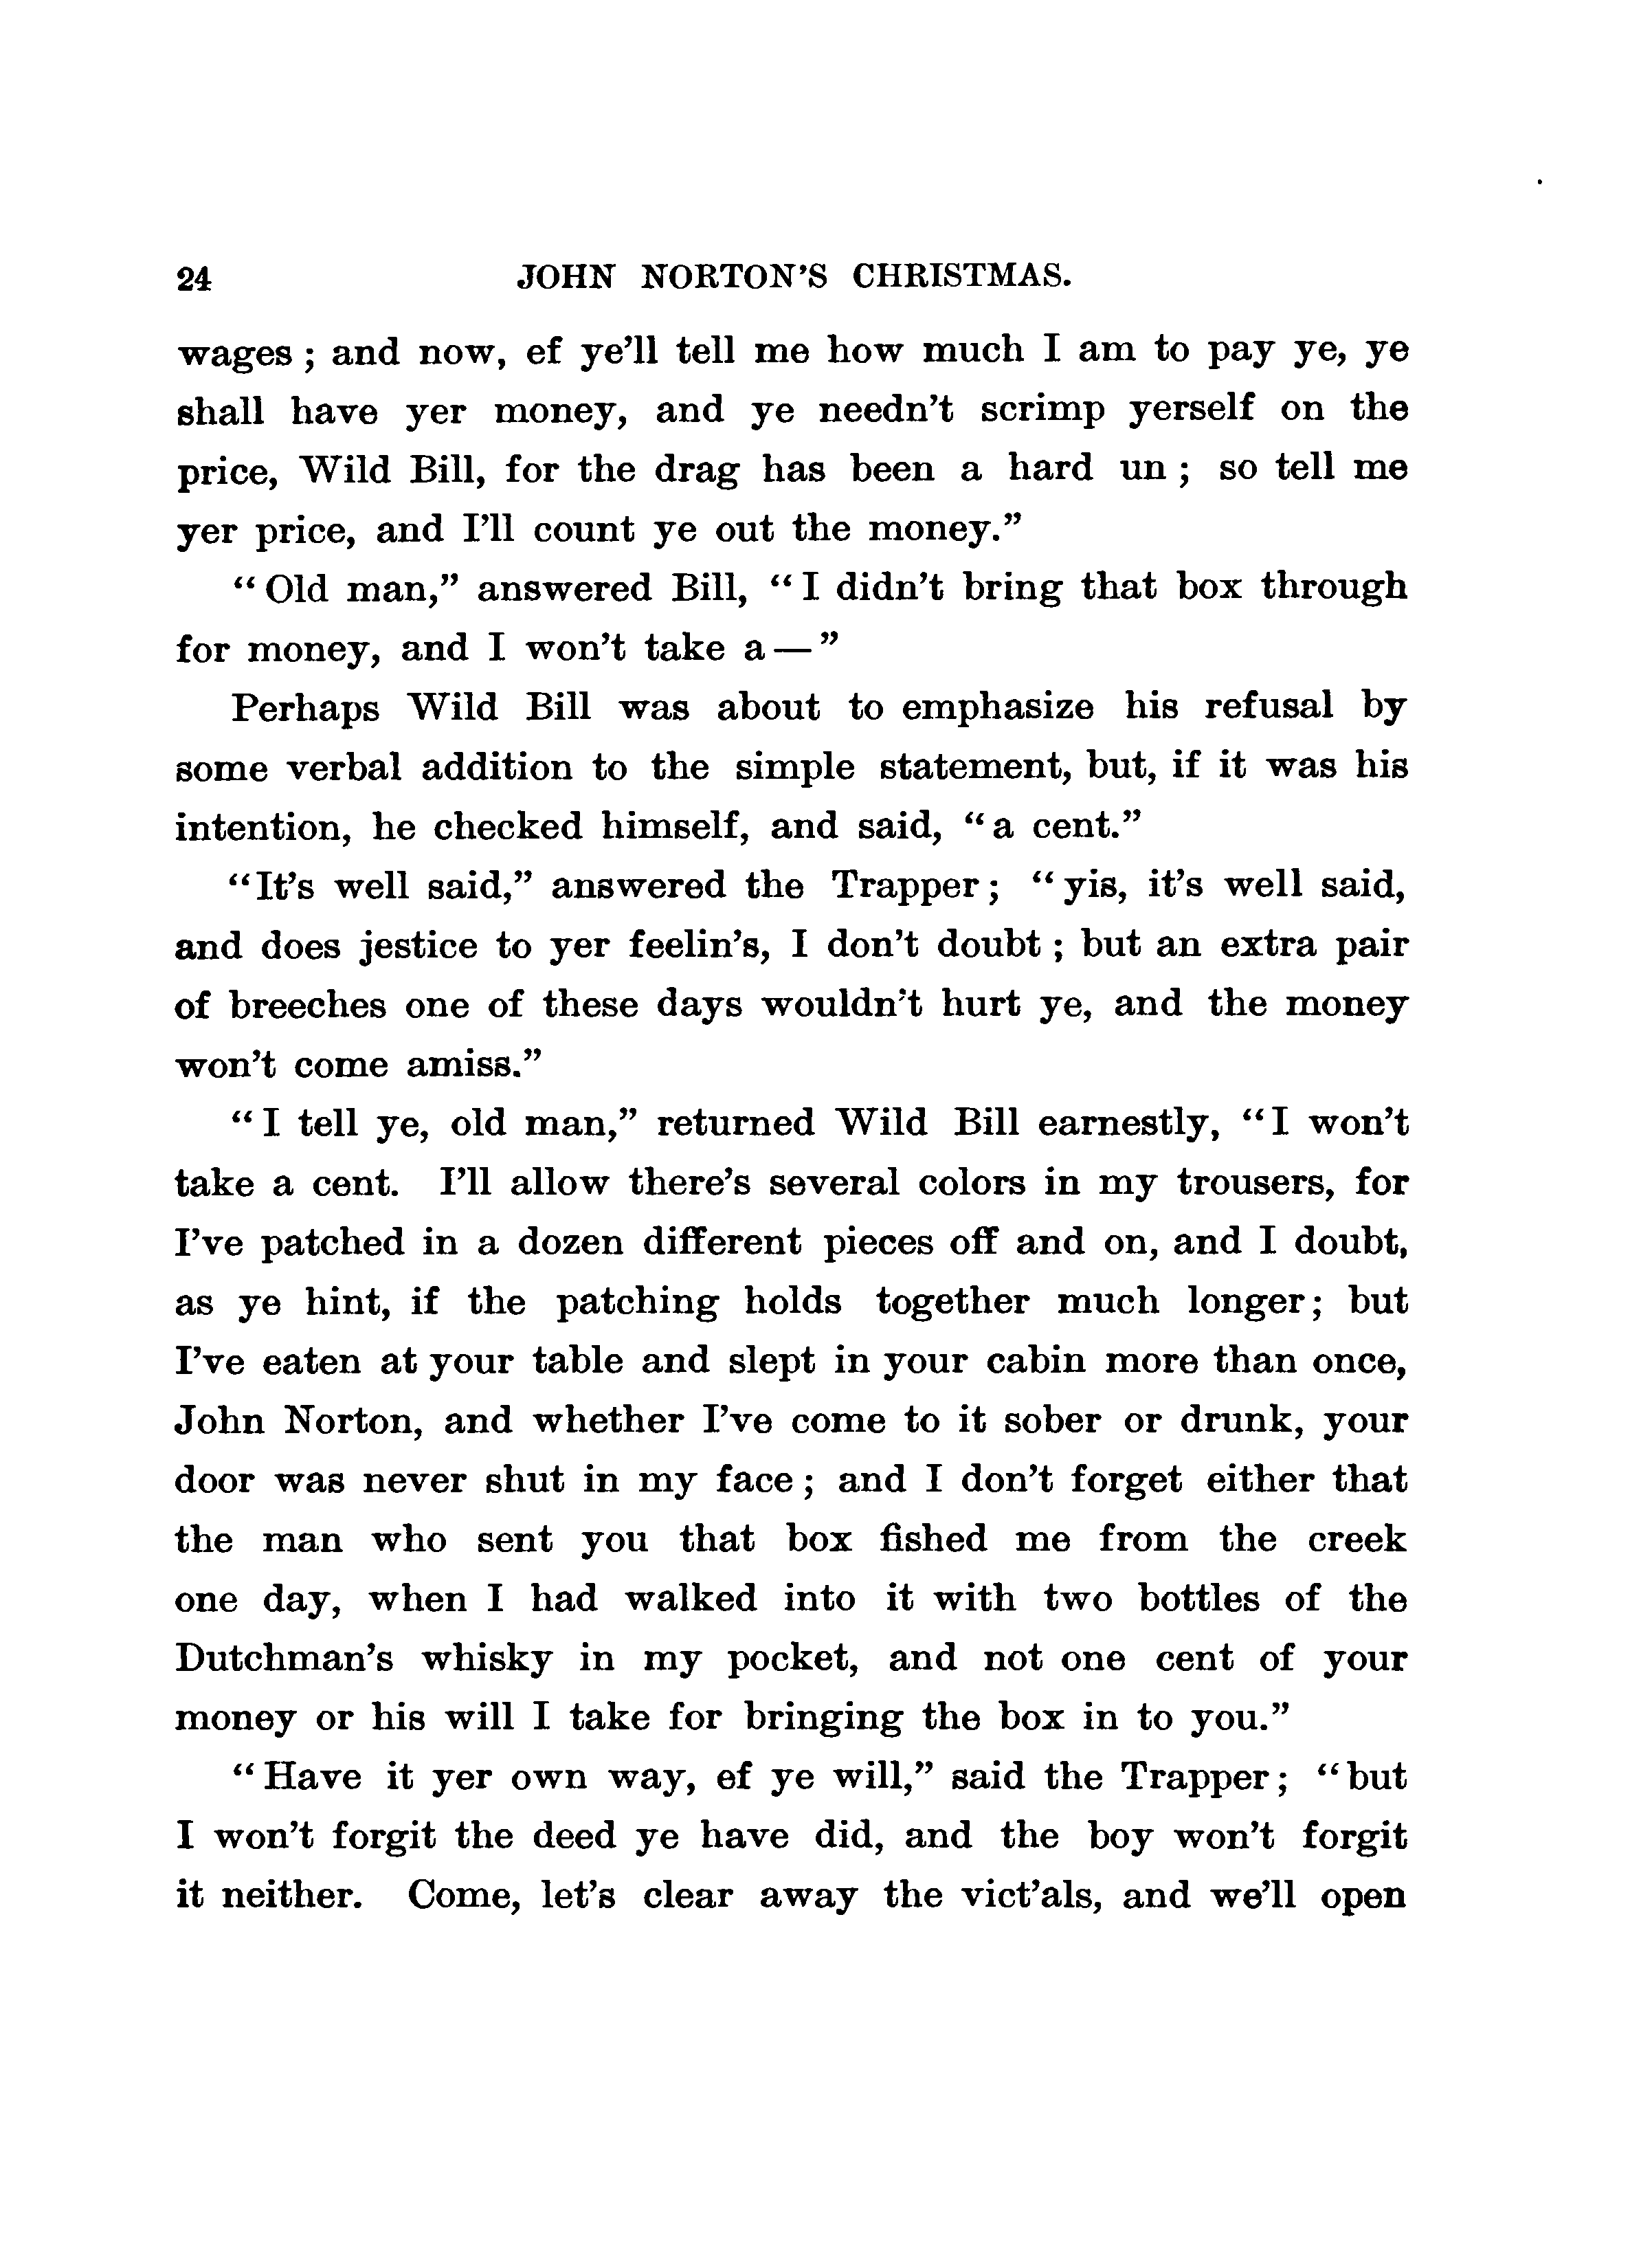 24 JOHN NORTON'S CHRISTMAS.
wages ; and now, ef ye'll tell me how much I am to pay ye, ye
shall have yer money, and ye needn't scrimp yerself on the
price, Wild Bill, for the drag has been a hard un ; so tell me
yer price, and I'll count ye out the money.”
“ Old man,” answered Bill, “ I didn't bring that box through
for money, and I won't take a — ”
Perhaps Wild Bill was about to emphasize his refusal by
some verbal addition to the simple statement, but, if it was his
intention, he checked himself, and said, “ a cent.”
“It's well said,” answered the Trapper ; “ yis, it's well said,
and does jestice to yer feelin's, I don't doubt ; but an extra pair
of breeches one of these days wouldn't hurt ye, and the money
won't come amiss.”
“ I tell ye, old man,” returned Wild Bill earnestly, “ I won't
take a cent. I'll allow there's several colors in my trousers, for
I've patched in a dozen different pieces off and on, and I doubt,
as ye hint, if the patching holds together much longer ; but
I've eaten at your table and slept in your cabin more than once,
John Norton, and whether I've come to it sober or drunk, your
door was never shut in my face ; and I don't forget either that
the man who sent you that box fished me from the creek
one day, when I had walked into it with two bottles of the
Dutchman's whisky in my pocket, and not one cent of your
money or his will I take for bringing the box in to you.”
“ Have it yer own way, ef ye will,” said the Trapper ; “ but
I won't forgit the deed ye have did, and the boy won't forgit
it neither. Come, let's clear away the vict'als, and we'll open